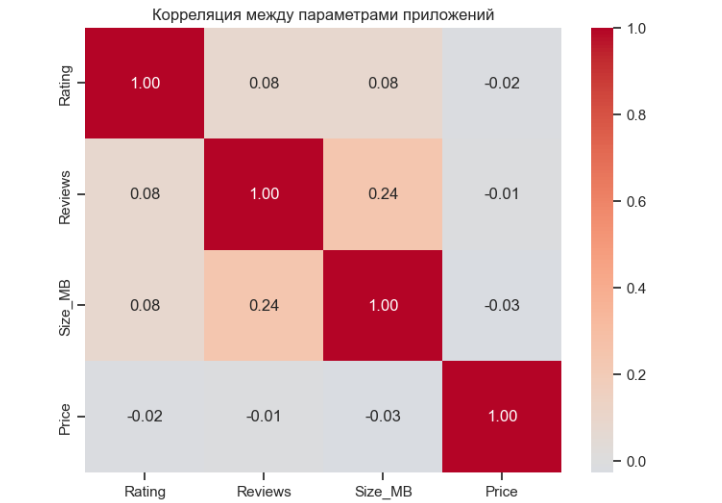 Корреляция между параметрами приложений
Rating 1.00 0.08 0.08 -0.02
Reviews 0.08 1.00 0.24 -0.01
Size_MB 0.08 0.24 1.00 -0.03
Price -0.02 -0.01 -0.03 1.00
Rating Reviews Size_MB Price
1.0
0.8
0.6
0.4
0.2
0.0